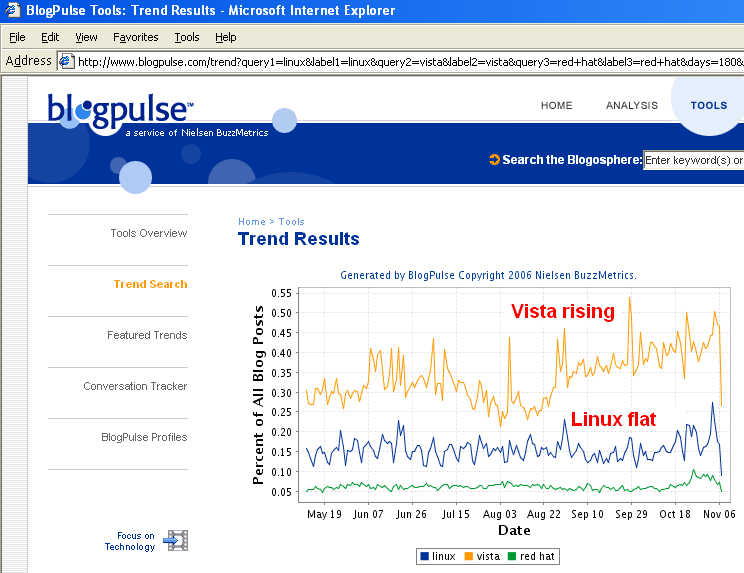 BlogPulse Tools: Trend Results - Microsoft Internet Explorer
File Edit View Favorites Tools Help
Address http://www.blogpulse.com/trend?query1=linux&label1=linux&query2=vista&label2=vista&query3=red+hat&label3=red+hat&days=180&
blogpulse™
a service of Nielsen BuzzMetrics
HOME ANALYSIS TOOLS
Search the Blogosphere: Enter keyword(s) or
Tools Overview
Trend Search
Featured Trends
Conversation Tracker
BlogPulse Profiles
Focus on
Technology
Home > Tools
Trend Results
Generated by BlogPulse Copyright 2006 Nielsen BuzzMetrics.
Percent of All Blog Posts
0.55
0.50
0.45
0.40
0.35
0.30
0.25
0.20
0.15
0.10
0.05
Vista rising
Linux flat
May 19 Jun 07 Jun 26 Jul 15 Aug 03 Aug 22 Sep 10 Sep 29 Oct 18 Nov 06
Date
linux vista red hat